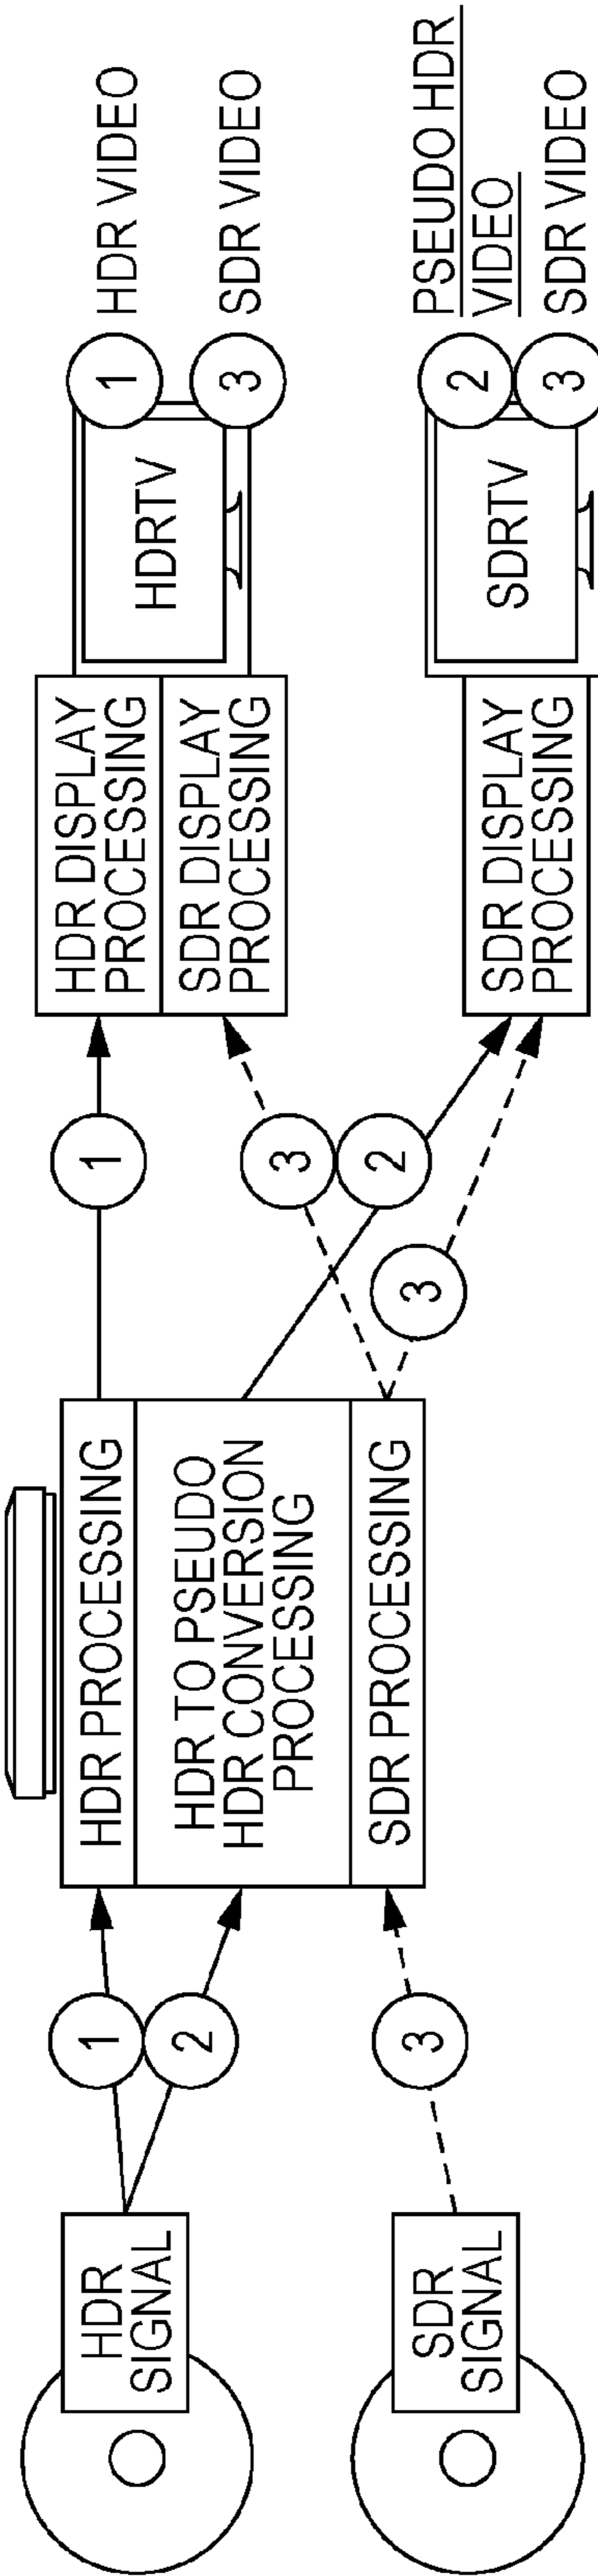 HDR
SIGNAL
SDR
SIGNAL
1
2
3
HDR PROCESSING
HDR TO PSEUDO
HDR CONVERSION
PROCESSING
SDR PROCESSING
1
3
2
3
HDR DISPLAY
PROCESSING
SDR DISPLAY
PROCESSING
SDR DISPLAY
PROCESSING
HDRTV
SDRTV
1
HDR VIDEO
3
SDR VIDEO
2
PSEUDO HDR
VIDEO
3
SDR VIDEO